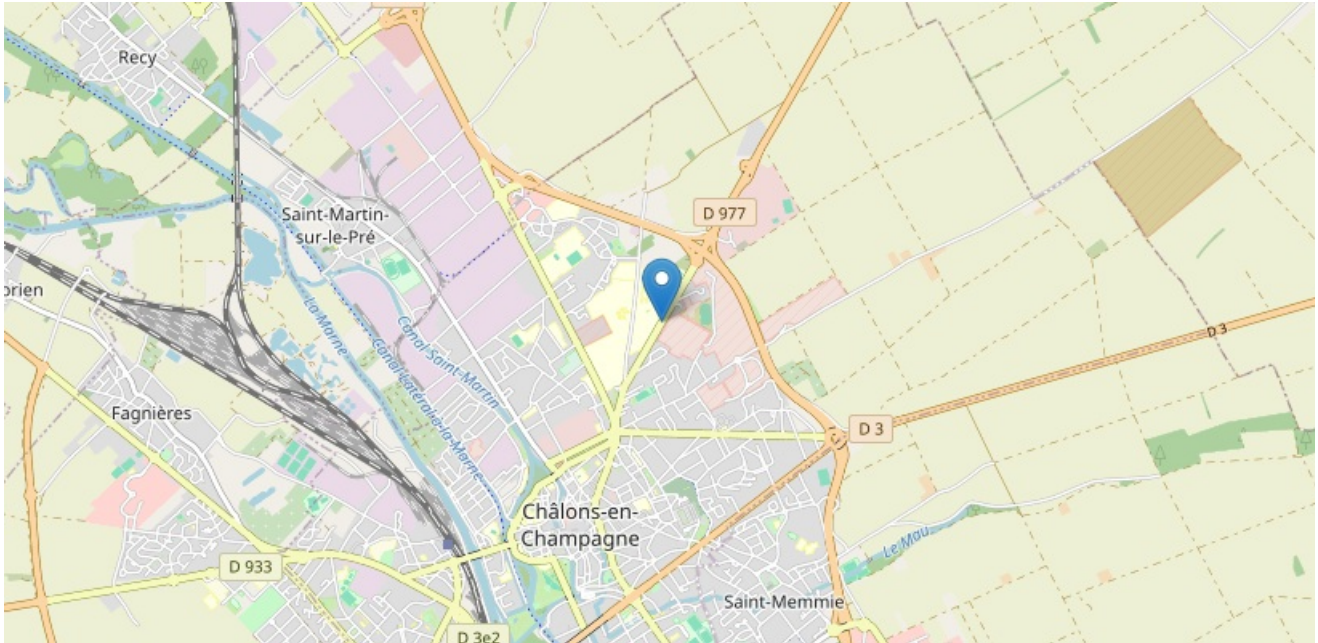 Recy
D 977
Saint-Martin-
sur-le-Pré
orien
D 3
La Marne
Canal Saint-Martin
Canal Latéral à la Marne
Fagnières
D 3
Châlons-en-
Champagne
Le Mau
D 933
Saint-Memmie
D 3e2